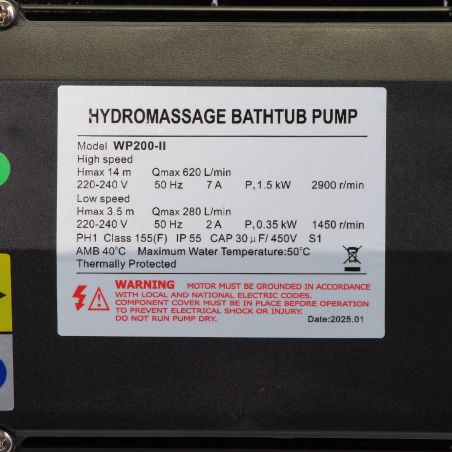 HYDROMASSAGE BATHTUB PUMP
Model WP200-II
High speed
Hmax 14 m Qmax 620 L/min
220-240 V 50 Hz 7 A P₁ 1.5 kW 2900 r/min
Low speed
Hmax 3.5 m Qmax 280 L/min
220-240 V 50 Hz 2 A P₁ 0.35 kW 1450 r/min
PH1 Class 155(F) IP 55 CAP 30µF/450V S1
AMB 40°C Maximum Water Temperature:50°C
Thermally Protected
WARNING MOTOR MUST BE GROUNDED IN ACCORDANCE
WITH LOCAL AND NATIONAL ELECTRIC CODES.
COMPONENT COVER MUST BE IN PLACE BEFORE OPERATION
TO PREVENT ELECTRICAL SHOCK OR INJURY.
DO NOT RUN PUMP DRY.
Date:2025.01